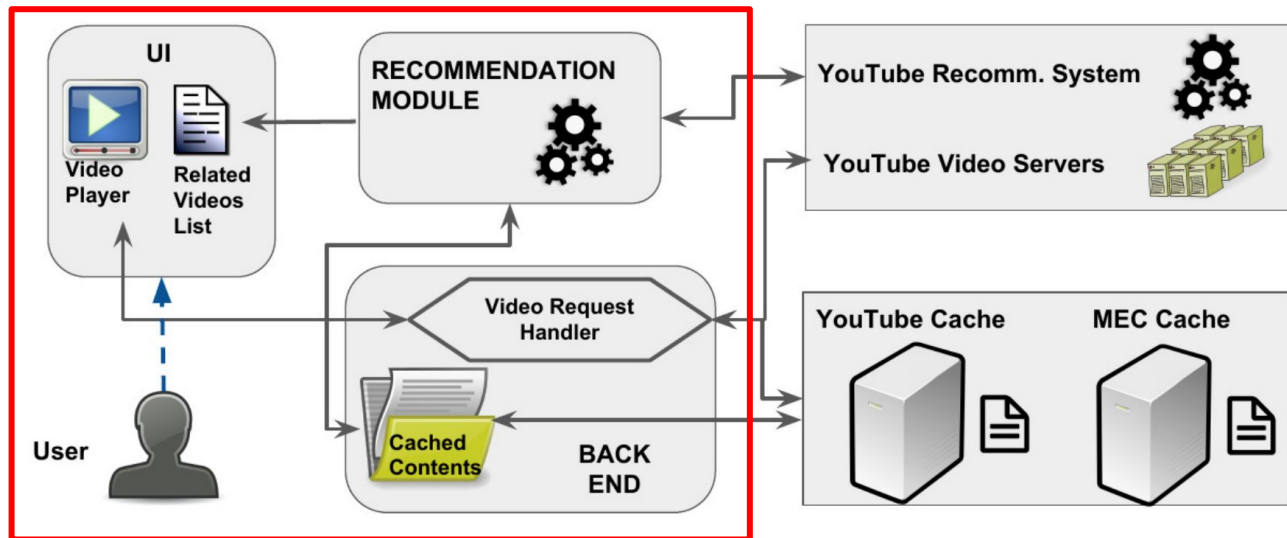 UI
Video
Player
Related
Videos
List
RECOMMENDATION
MODULE
YouTube Recomm. System
YouTube Video Servers
User
Video Request
Handler
Cached
Contents
BACK
END
YouTube Cache
MEC Cache